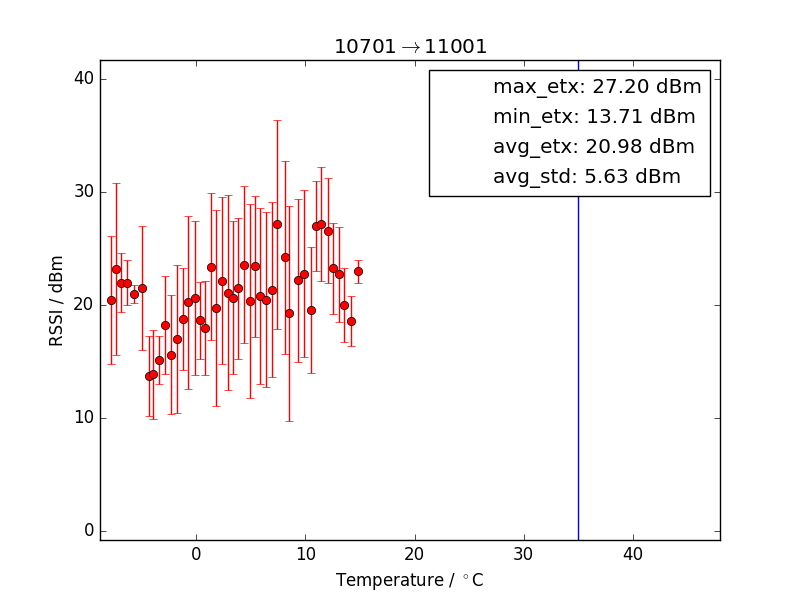 10701→11001
max_etx: 27.20 dBm
min_etx: 13.71 dBm
avg_etx: 20.98 dBm
avg_std: 5.63 dBm
RSSI / dBm
40
30
20
10
0
0 10 20 30 40
Temperature / °C